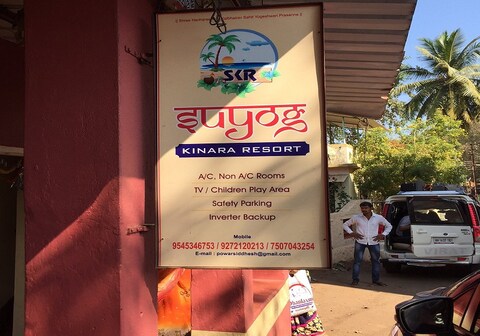 SKR
suyog
KINARA RESORT
A/C, Non A/C Rooms
TV / Children Play Area
Safety Parking
Inverter Backup
Mobile
9545346753 / 9272120213 / 7507043254
E-mail : powarsiddhesh@gmail.com